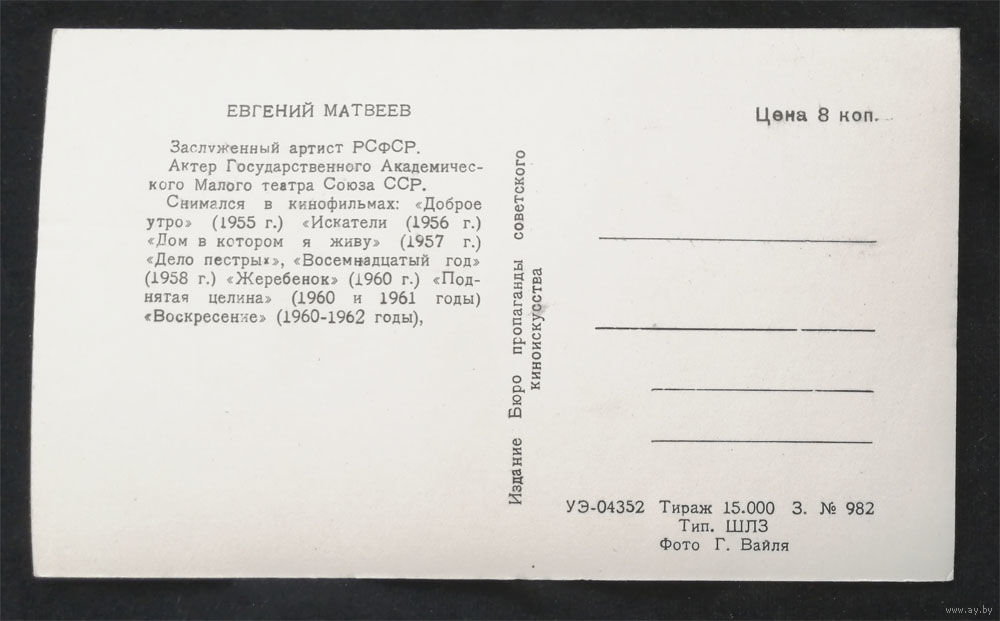 ЕВГЕНИЙ МАТВЕЕВ
Заслуженный артист РСФСР.
Актер Государственного Академичес-
кого Малого театра Союза ССР.
Снимался в кинофильмах: «Доброе
утро» (1955 г.) «Искатели (1956 г.)
«Дом в котором я живу» (1957 г.)
«Дело пестрых», «Восемнадцатый год»
(1958 г.) «Жеребенок» (1960 г.) «Под-
нятая целина» (1960 и 1961 годы)
«Воскресение» (1960-1962 годы),
Издание Бюро пропаганды советского
киноискусства
Цена 8 коп.
УЭ-04352 Тираж 15.000 З. № 982
Тип. ШЛЗ
Фото Г. Вайля
www.ay.by